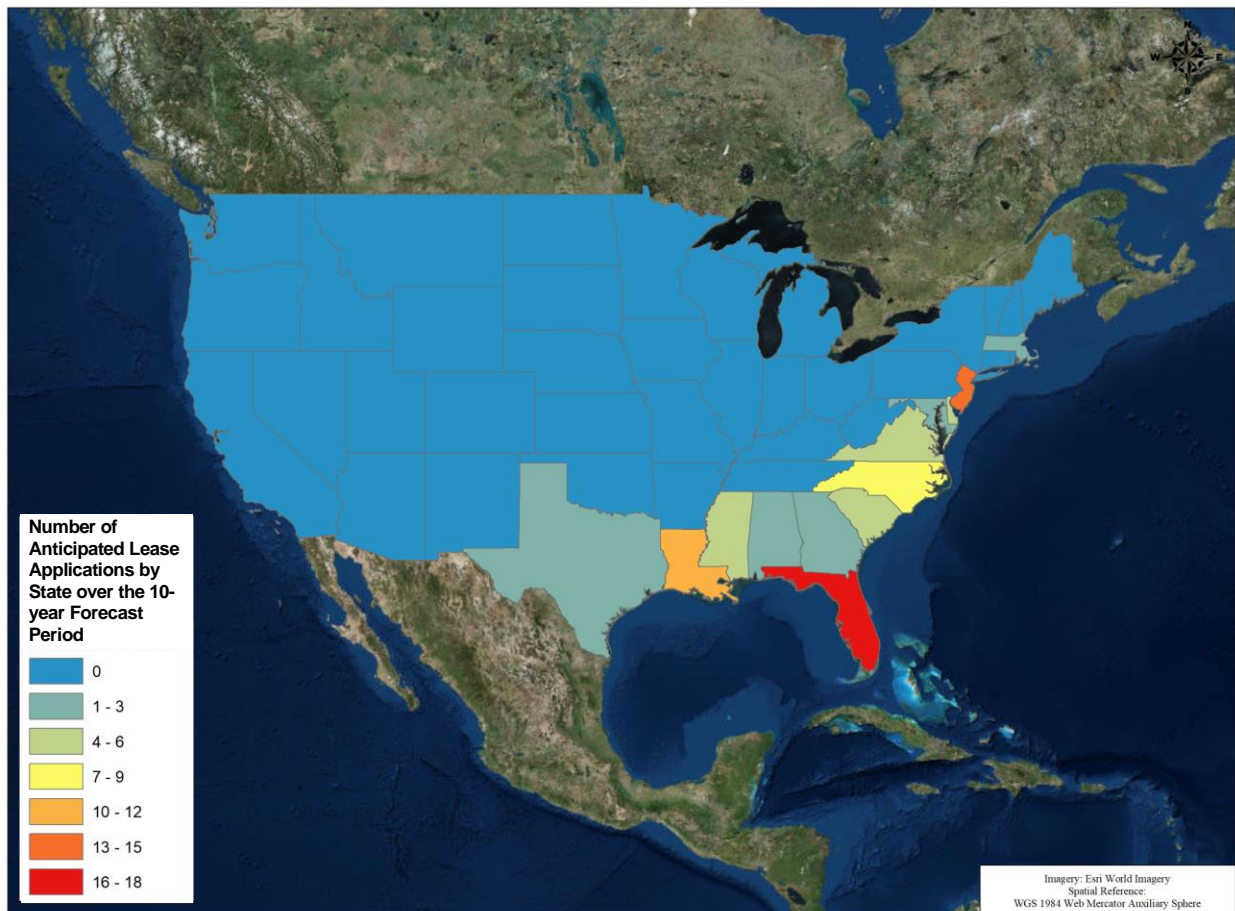 N
W E
S
Number of
Anticipated Lease
Applications by
State over the 10-
year Forecast
Period
0
1 - 3
4 - 6
7 - 9
10 - 12
13 - 15
16 - 18
Imagery: Esri World Imagery
Spatial Reference:
WGS 1984 Web Mercator Auxiliary Sphere